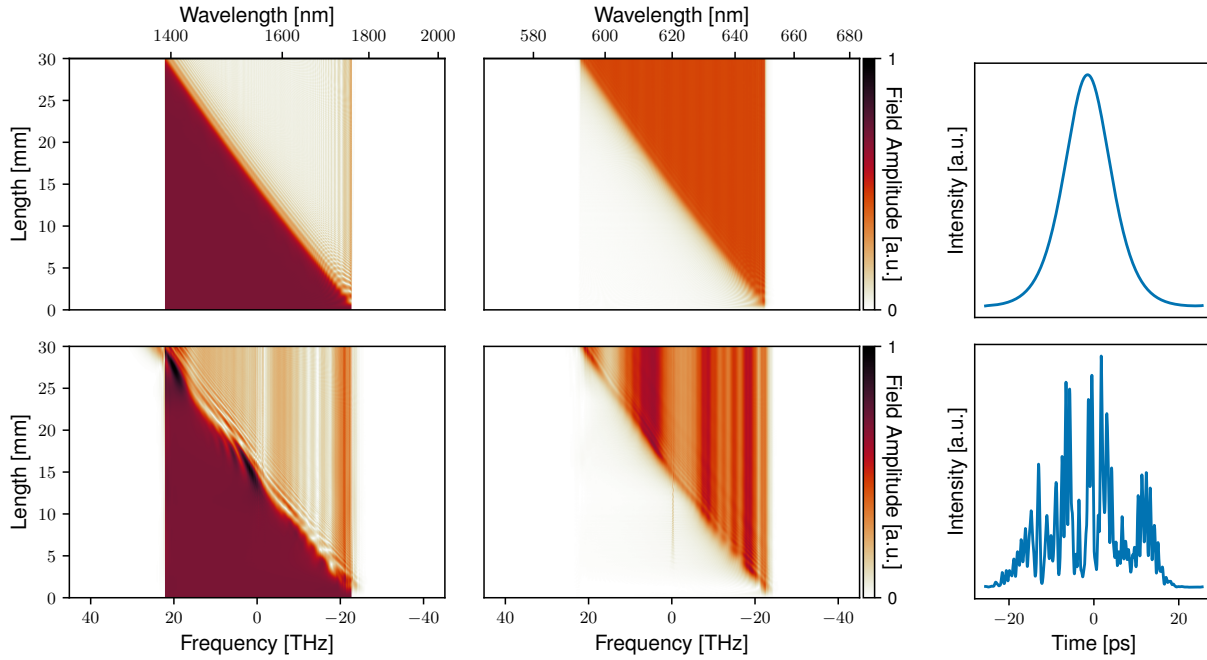 Wavelength [nm]
1400 1600 1800 2000
Wavelength [nm]
580 600 620 640 660 680
Length [mm]
30
25
20
15
10
5
0
1
0
Field Amplitude [a.u.]
Intensity [a.u.]
Length [mm]
30
25
20
15
10
5
0
1
0
Field Amplitude [a.u.]
Intensity [a.u.]
40 20 0 −20 −40
Frequency [THz]
40 20 0 −20 −40
Frequency [THz]
−20 0 20
Time [ps]